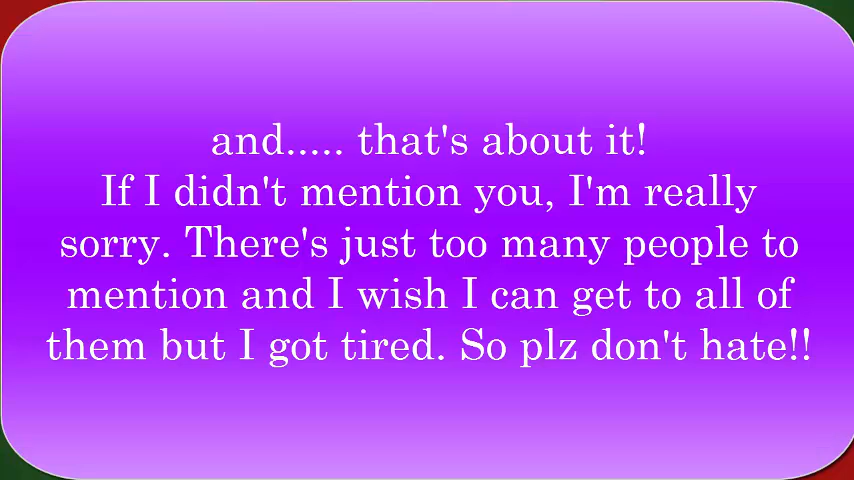 and..... that's about it!
If I didn't mention you, I'm really
sorry. There's just too many people to
mention and I wish I can get to all of
them but I got tired. So plz don't hate!!